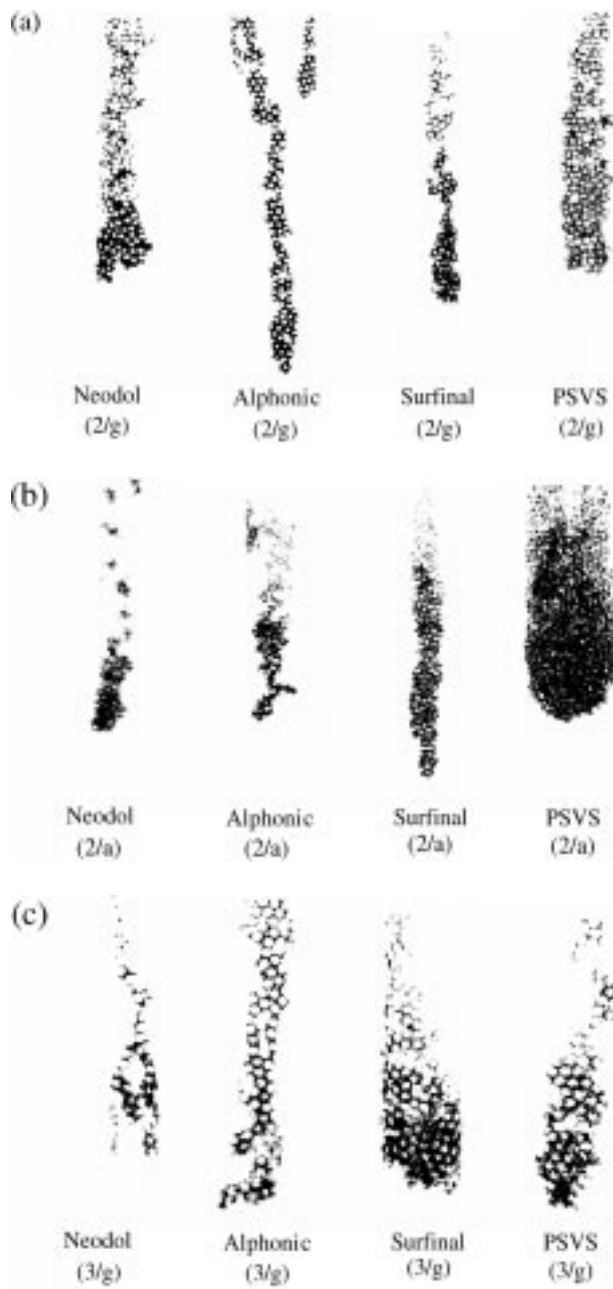 (a)
Neodol Alphonic Surfinal PSVS
(2/g) (2/g) (2/g) (2/g)
(b)
Neodol Alphonic Surfinal PSVS
(2/a) (2/a) (2/a) (2/a)
(c)
Neodol Alphonic Surfinal PSVS
(3/g) (3/g) (3/g) (3/g)